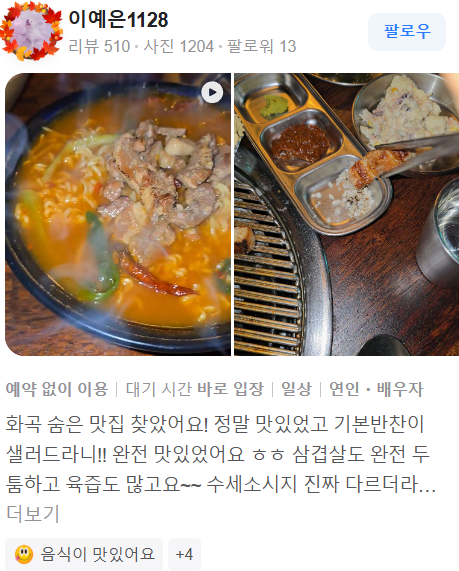 이예은1128
리뷰 510 · 사진 1204 · 팔로워 13
팔로우
예약 없이 이용 | 대기 시간 바로 입장 | 일상 | 연인・배우자
화곡 숨은 맛집 찾았어요! 정말 맛있었고 기본반찬이
샐러드라니!! 완전 맛있었어요 ㅎㅎ 삼겹살도 완전 두
툼하고 육즙도 많고요~~ 수세소시지 진짜 다르더라...
더보기
음식이 맛있어요
+4